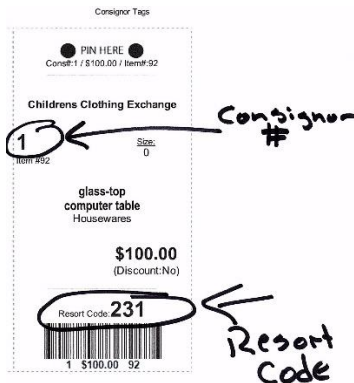 Consignor Tags
PIN HERE
Cons#:1 / $100.00 / Item#:92
Childrens Clothing Exchange
Consignor
#
1
Size:
0
Item #92
glass-top
computer table
Housewares
$100.00
(Discount:No)
Resort Code:231
Resort
Code
1 $100.00 92